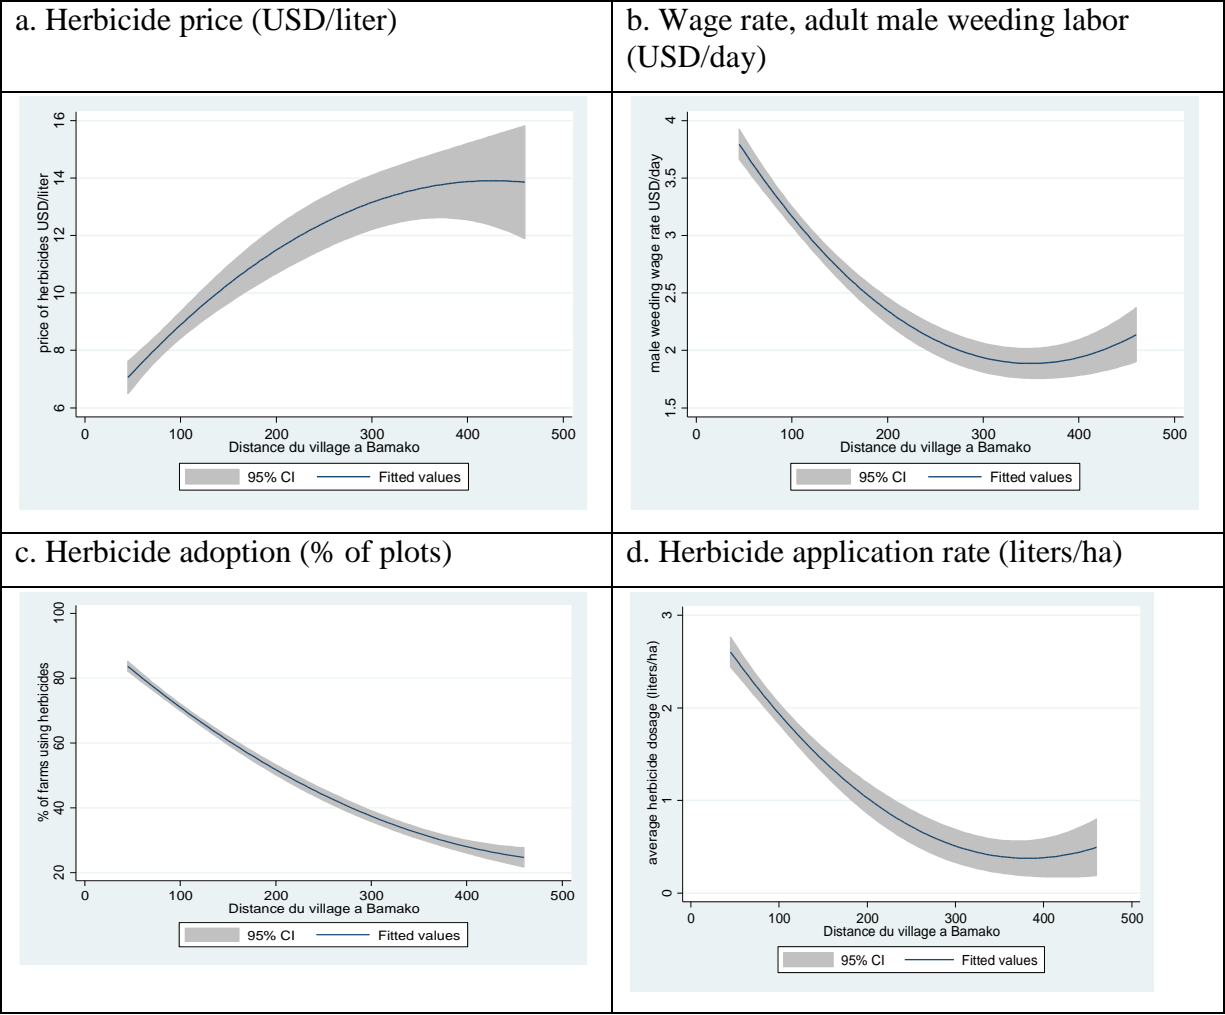 a. Herbicide price (USD/liter)
b. Wage rate, adult male weeding labor
(USD/day)
price of herbicides USD/liter
16
14
12
10
8
6
0 100 200 300 400 500
Distance du village a Bamako
95% CI Fitted values
male weeding wage rate USD/day
4
3.5
3
2.5
2
1.5
0 100 200 300 400 500
Distance du village a Bamako
95% CI Fitted values
c. Herbicide adoption (% of plots)
d. Herbicide application rate (liters/ha)
% of farms using herbicides
100
80
60
40
20
0 100 200 300 400 500
Distance du village a Bamako
95% CI Fitted values
average herbicide dosage (liters/ha)
3
2
1
0
0 100 200 300 400 500
Distance du village a Bamako
95% CI Fitted values